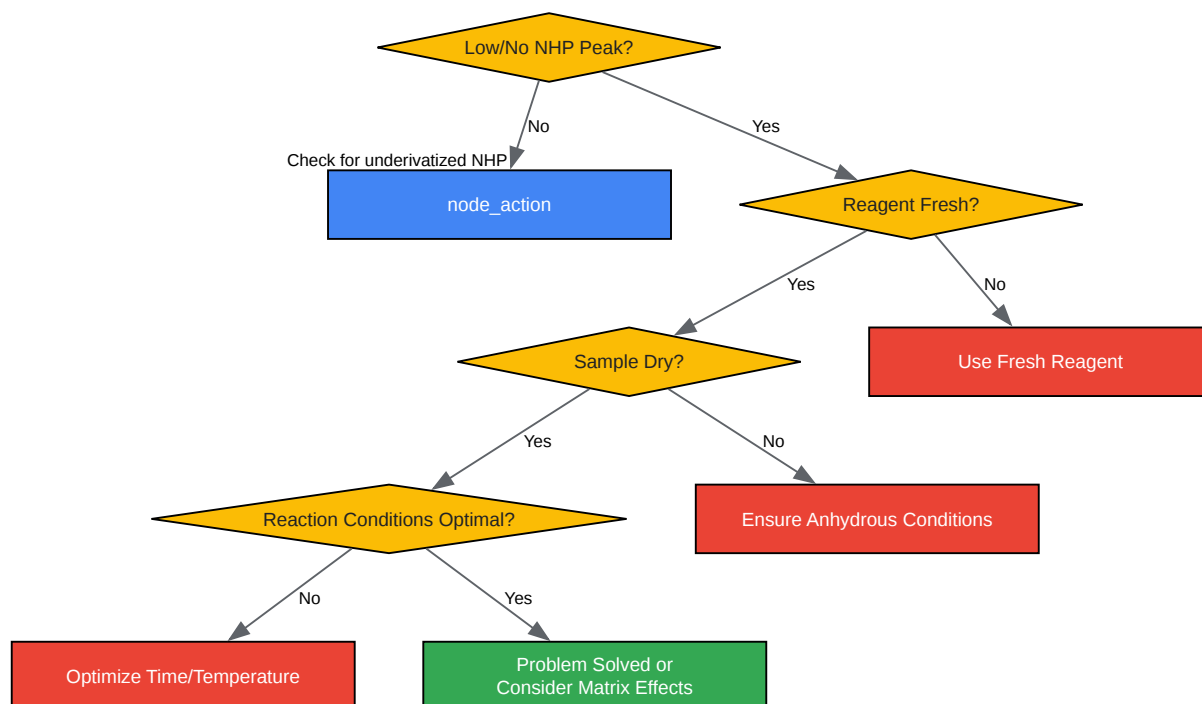 Low/No NHP Peak?
No
Yes
Check for underivatized NHP
node_action
Reagent Fresh?
Yes
No
Sample Dry?
Use Fresh Reagent
Yes
No
Reaction Conditions Optimal?
Ensure Anhydrous Conditions
No
Yes
Optimize Time/Temperature
Problem Solved or
Consider Matrix Effects